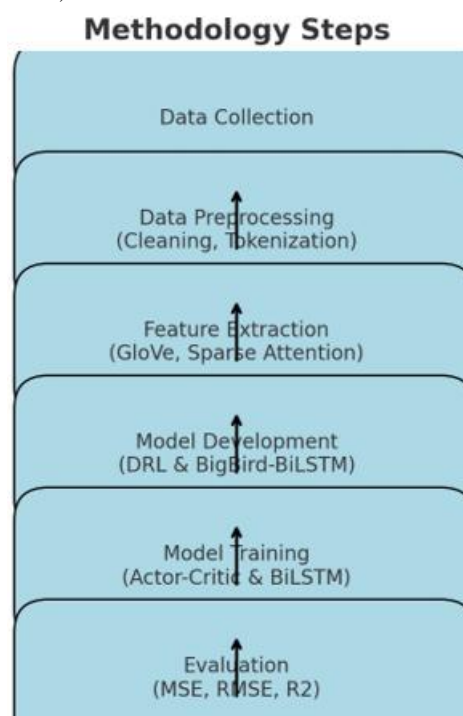 Methodology Steps
Data Collection
Data Preprocessing
(Cleaning, Tokenization)
Feature Extraction
(GloVe, Sparse Attention)
Model Development
(DRL & BigBird-BiLSTM)
Model Training
(Actor-Critic & BiLSTM)
Evaluation
(MSE, RMSE, R2)